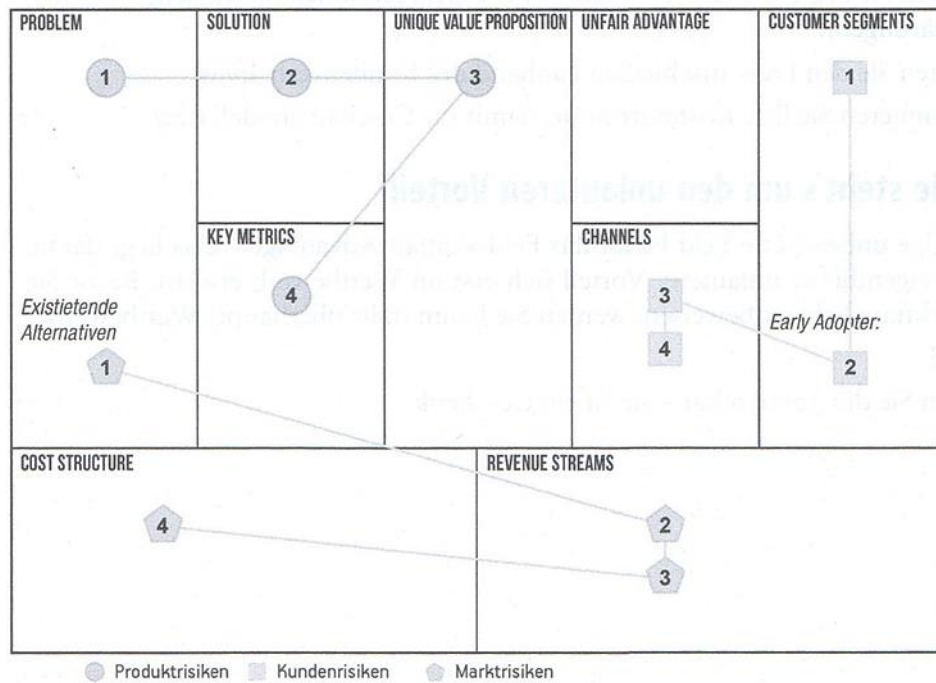 PROBLEM
1
Existietende
Alternativen
1
SOLUTION
2
KEY METRICS
4
UNIQUE VALUE PROPOSITION
3
UNFAIR ADVANTAGE
CHANNELS
3
4
CUSTOMER SEGMENTS
1
Early Adopter:
2
COST STRUCTURE
4
REVENUE STREAMS
2
3
Produktrisiken
Kundenrisiken
Marktrisiken